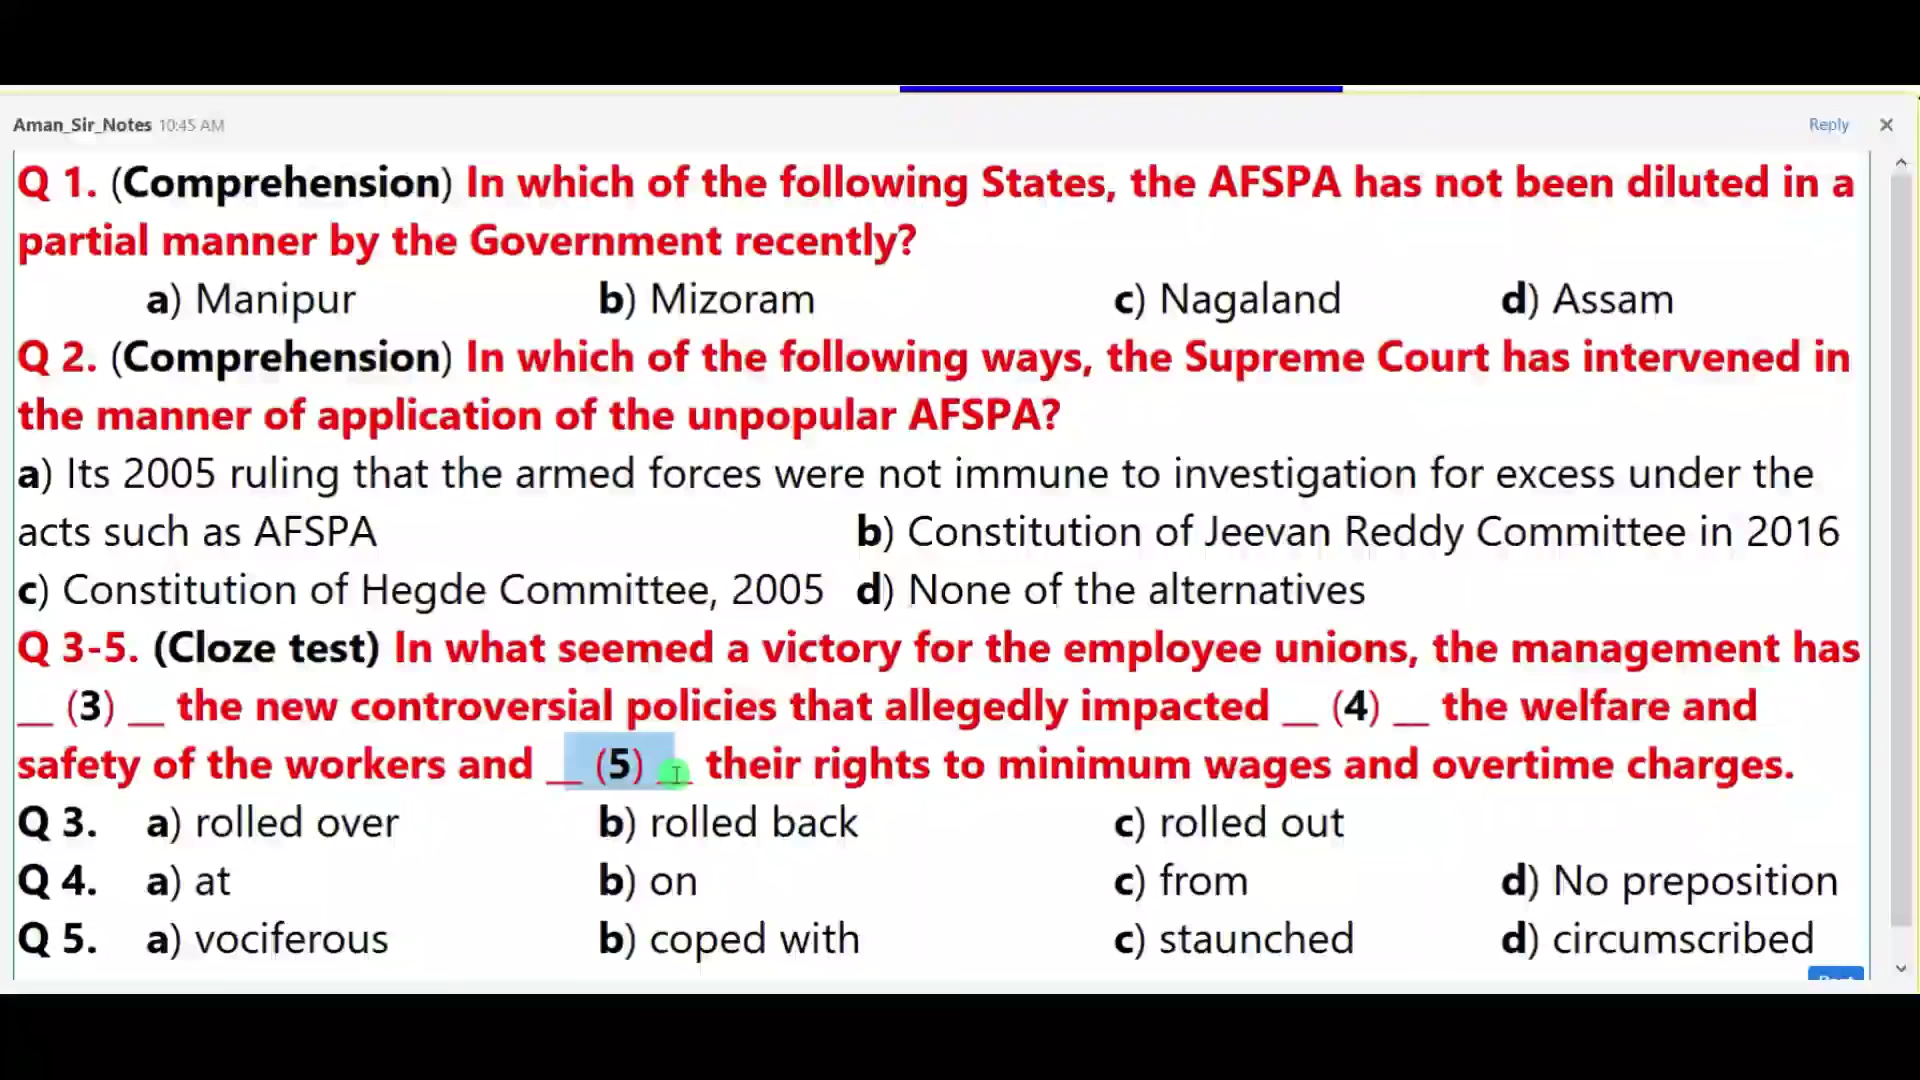 Aman_Sir_Notes 10:45 AM Reply
Q 1. (Comprehension) In which of the following States, the AFSPA has not been diluted in a
partial manner by the Government recently?
a) Manipur b) Mizoram c) Nagaland d) Assam
Q 2. (Comprehension) In which of the following ways, the Supreme Court has intervened in
the manner of application of the unpopular AFSPA?
a) Its 2005 ruling that the armed forces were not immune to investigation for excess under the
acts such as AFSPA b) Constitution of Jeevan Reddy Committee in 2016
c) Constitution of Hegde Committee, 2005 d) None of the alternatives
Q 3-5. (Cloze test) In what seemed a victory for the employee unions, the management has
__ (3) __ the new controversial policies that allegedly impacted __ (4) __ the welfare and
safety of the workers and __ (5) __ their rights to minimum wages and overtime charges.
Q 3. a) rolled over b) rolled back c) rolled out
Q 4. a) at b) on c) from d) No preposition
Q 5. a) vociferous b) coped with c) staunched d) circumscribed